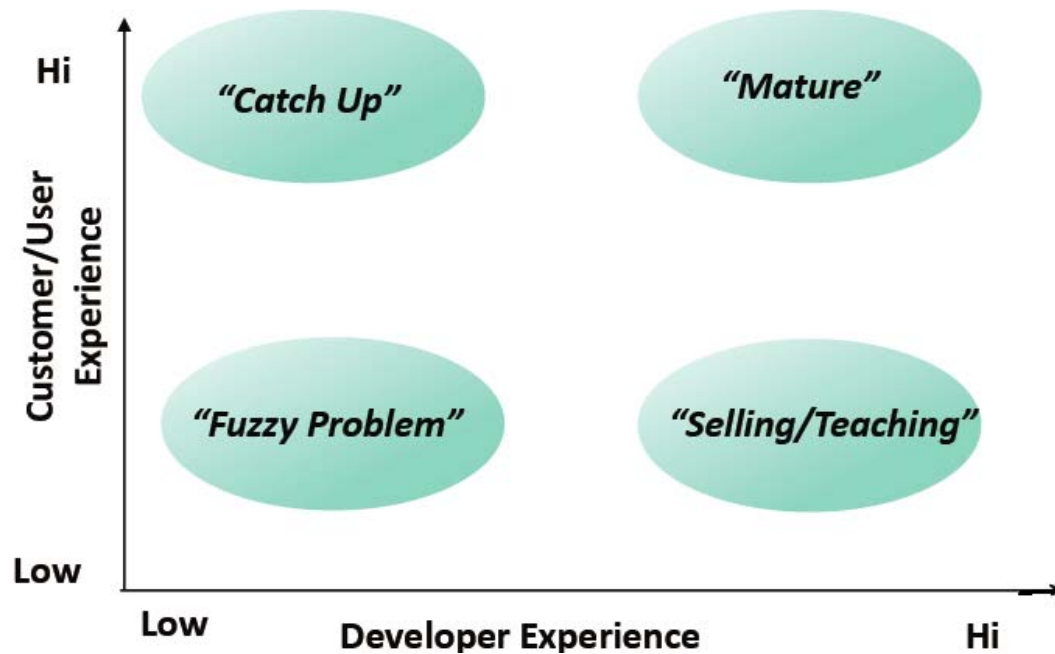 Hi
“Catch Up”
“Mature”
Customer/User
Experience
“Fuzzy Problem”
“Selling/Teaching”
Low
Low
Developer Experience
Hi